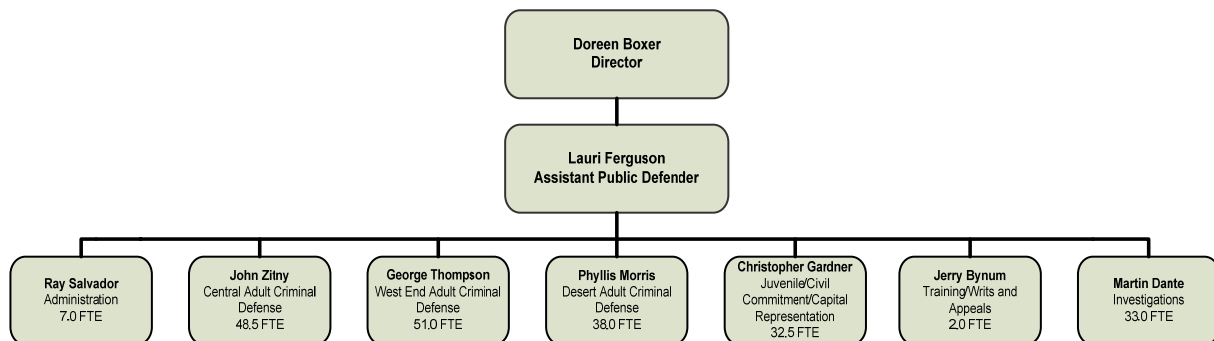 Doreen Boxer
Director
Lauri Ferguson
Assistant Public Defender
Ray Salvador
Administration
7.0 FTE
John Zitny
Central Adult Criminal
Defense
48.5 FTE
George Thompson
West End Adult Criminal
Defense
51.0 FTE
Phyllis Morris
Desert Adult Criminal
Defense
38.0 FTE
Christopher Gardner
Juvenile/Civil
Commitment/Capital
Representation
32.5 FTE
Jerry Bynum
Training/Writs and
Appeals
2.0 FTE
Martin Dante
Investigations
33.0 FTE